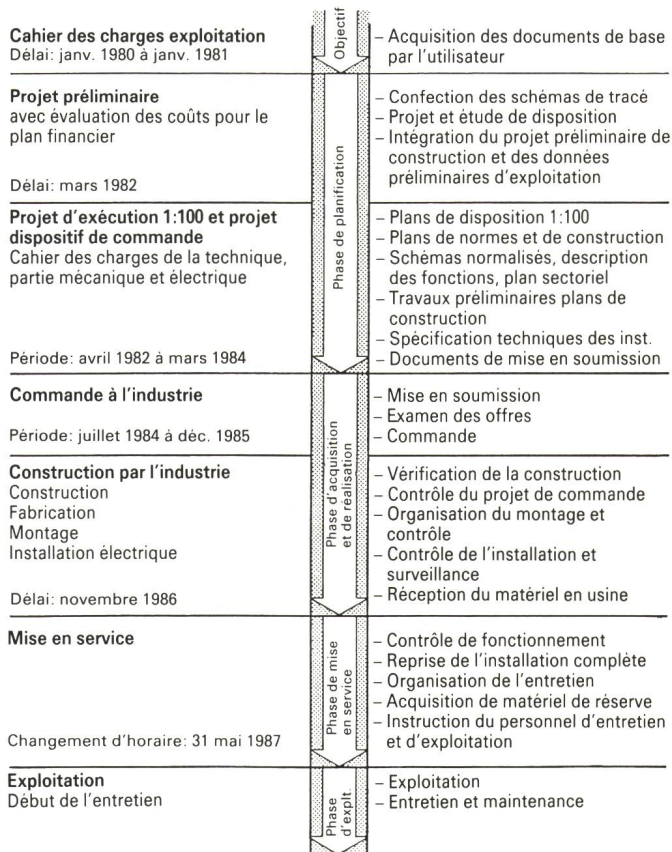 Cahier des charges exploitation
Délai: janv. 1980 à janv. 1981
Objectif
– Acquisition des documents de base
par l'utilisateur
Projet préliminaire
avec évaluation des coûts pour le
plan financier
Délai: mars 1982
– Confection des schémas de tracé
– Projet et étude de disposition
– Intégration du projet préliminaire de
construction et des données
préliminaires d'exploitation
Phase de planification
Projet d'exécution 1:100 et projet
dispositif de commande
Cahier des charges de la technique,
partie mécanique et électrique
Période: avril 1982 à mars 1984
– Plans de disposition 1:100
– Plans de normes et de construction
– Schémas normalisés, description
des fonctions, plan sectoriel
– Travaux préliminaires plans de
construction
– Spécification techniques des inst.
– Documents de mise en soumission
Commande à l'industrie
Période: juillet 1984 à déc. 1985
– Mise en soumission
– Examen des offres
– Commande
Phase d'acquisition
et de réalisation
Construction par l'industrie
Construction
Fabrication
Montage
Installation électrique
Délai: novembre 1986
– Vérification de la construction
– Contrôle du projet de commande
– Organisation du montage et
contrôle
– Contrôle de l'installation et
surveillance
– Réception du matériel en usine
Mise en service
Changement d'horaire: 31 mai 1987
Phase de mise
en service
– Contrôle de fonctionnement
– Reprise de l'installation complète
– Organisation de l'entretien
– Acquisition de matériel de réserve
– Instruction du personnel d'entretien
et d'exploitation
Exploitation
Début de l'entretien
Phase
d'explt.
– Exploitation
– Entretien et maintenance